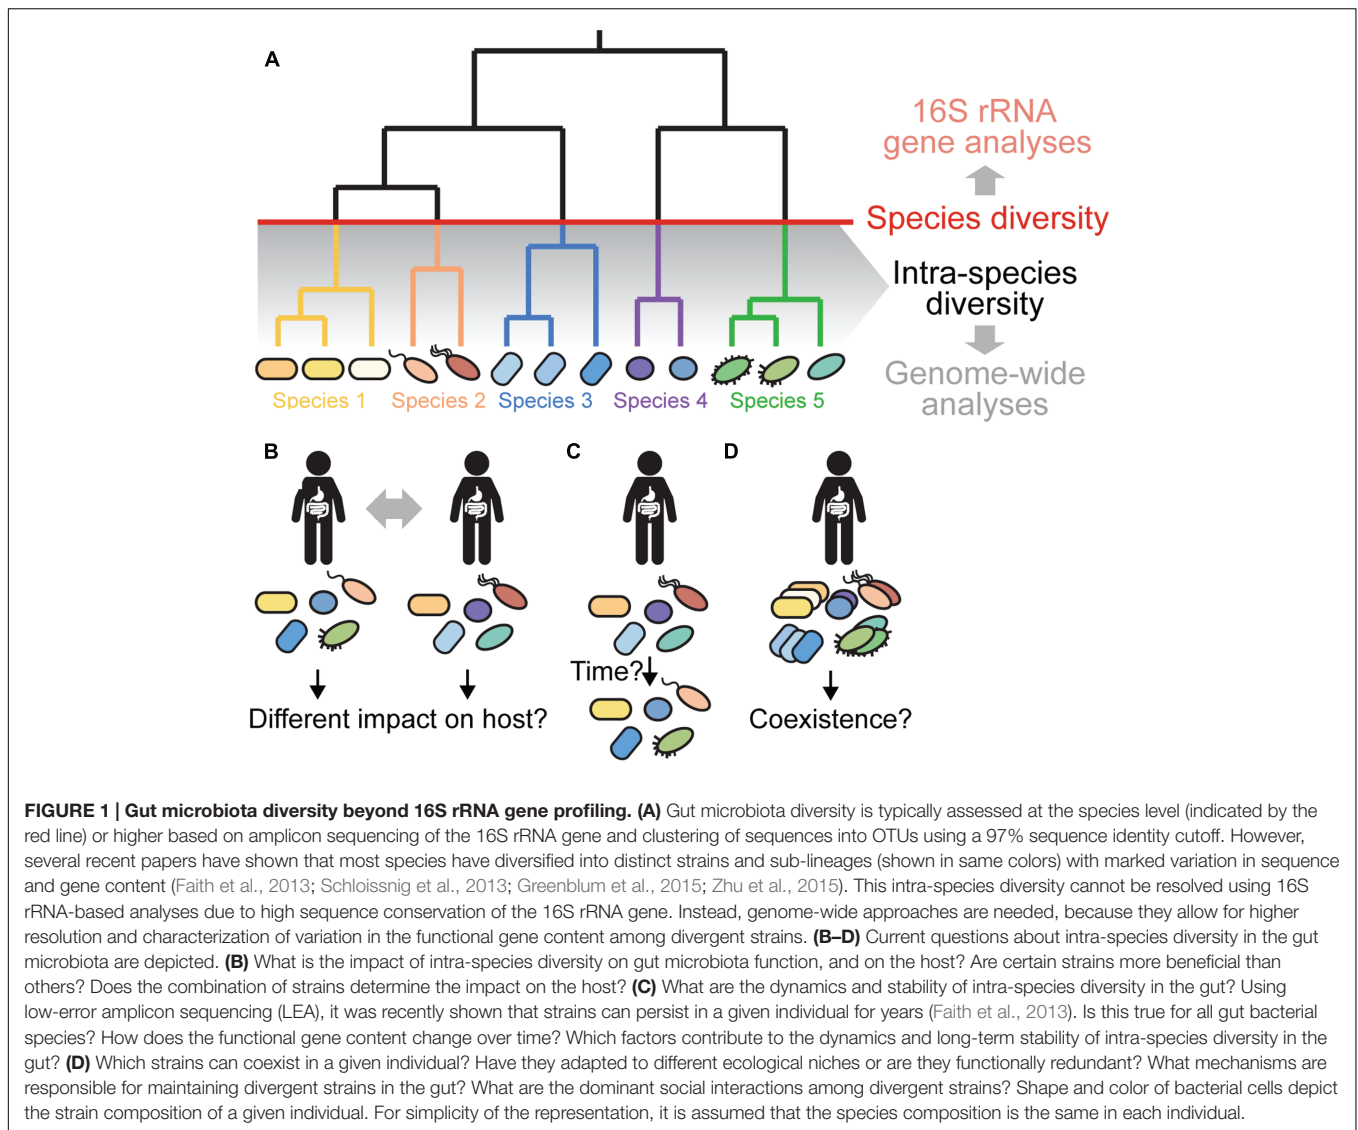 A
16S rRNA
gene analyses
Species diversity
Intra-species
diversity
Genome-wide
analyses
Species 1 Species 2 Species 3 Species 4 Species 5
B
C
D
Time?
Different impact on host?
Coexistence?
FIGURE 1 | Gut microbiota diversity beyond 16S rRNA gene profiling. (A) Gut microbiota diversity is typically assessed at the species level (indicated by the
red line) or higher based on amplicon sequencing of the 16S rRNA gene and clustering of sequences into OTUs using a 97% sequence identity cutoff. However,
several recent papers have shown that most species have diversified into distinct strains and sub-lineages (shown in same colors) with marked variation in sequence
and gene content (Faith et al., 2013; Schloissnig et al., 2013; Greenblum et al., 2015; Zhu et al., 2015). This intra-species diversity cannot be resolved using 16S
rRNA-based analyses due to high sequence conservation of the 16S rRNA gene. Instead, genome-wide approaches are needed, because they allow for higher
resolution and characterization of variation in the functional gene content among divergent strains. (B–D) Current questions about intra-species diversity in the gut
microbiota are depicted. (B) What is the impact of intra-species diversity on gut microbiota function, and on the host? Are certain strains more beneficial than
others? Does the combination of strains determine the impact on the host? (C) What are the dynamics and stability of intra-species diversity in the gut? Using
low-error amplicon sequencing (LEA), it was recently shown that strains can persist in a given individual for years (Faith et al., 2013). Is this true for all gut bacterial
species? How does the functional gene content change over time? Which factors contribute to the dynamics and long-term stability of intra-species diversity in the
gut? (D) Which strains can coexist in a given individual? Have they adapted to different ecological niches or are they functionally redundant? What mechanisms are
responsible for maintaining divergent strains in the gut? What are the dominant social interactions among divergent strains? Shape and color of bacterial cells depict
the strain composition of a given individual. For simplicity of the representation, it is assumed that the species composition is the same in each individual.